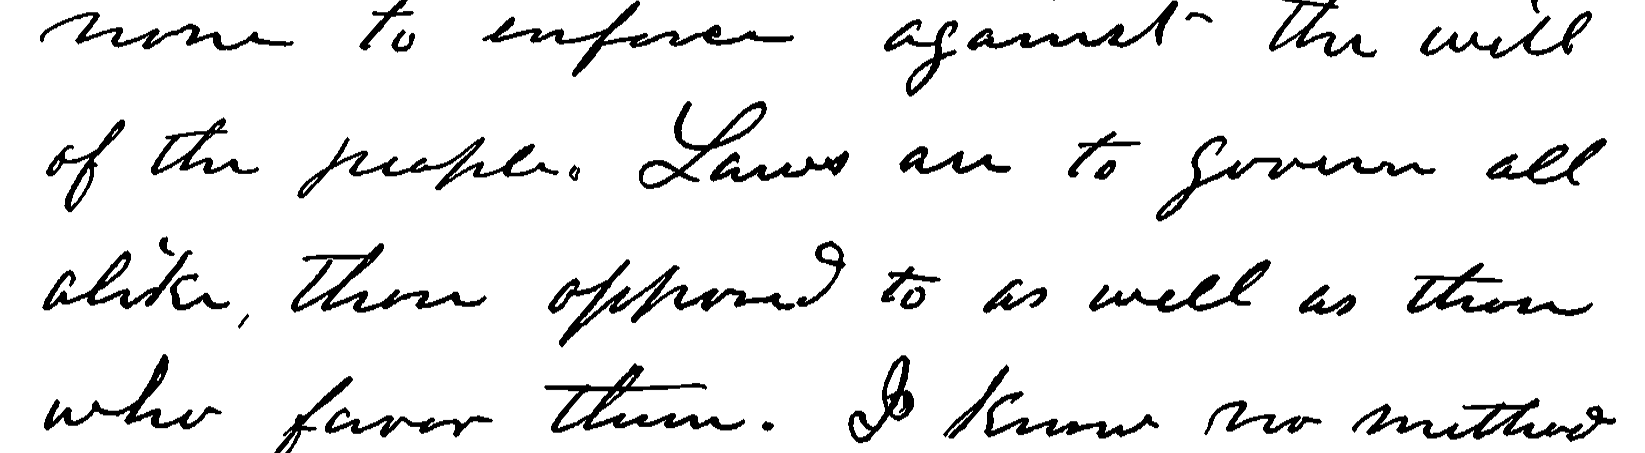 none to enforce against the will
of the people. Laws are to govern all
alike, those opposed to as well as those
who favor them. I know no method